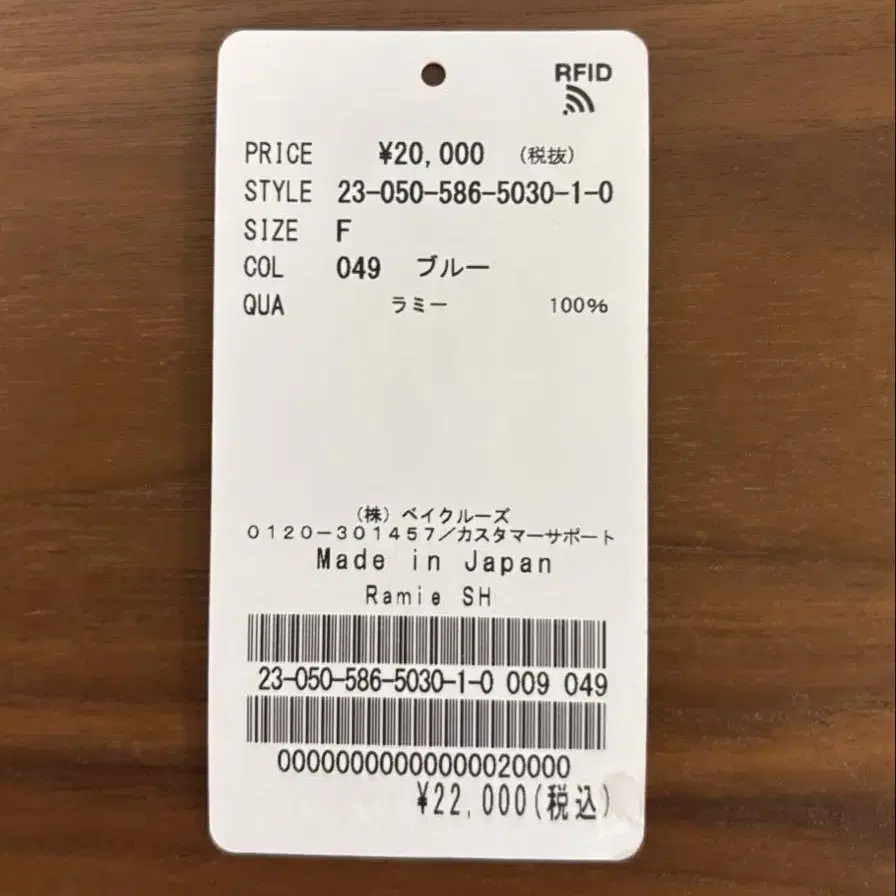 RFID
PRICE ¥20,000 (税抜)
STYLE 23-050-586-5030-1-0
SIZE F
COL 049 ブルー
QUA ラミー 100%
(株) ベイクルーズ
0120-301457/カスタマーサポート
Made in Japan
Ramie SH
23-050-586-5030-1-0 009 049
00000000000000020000
¥22,000(税込)